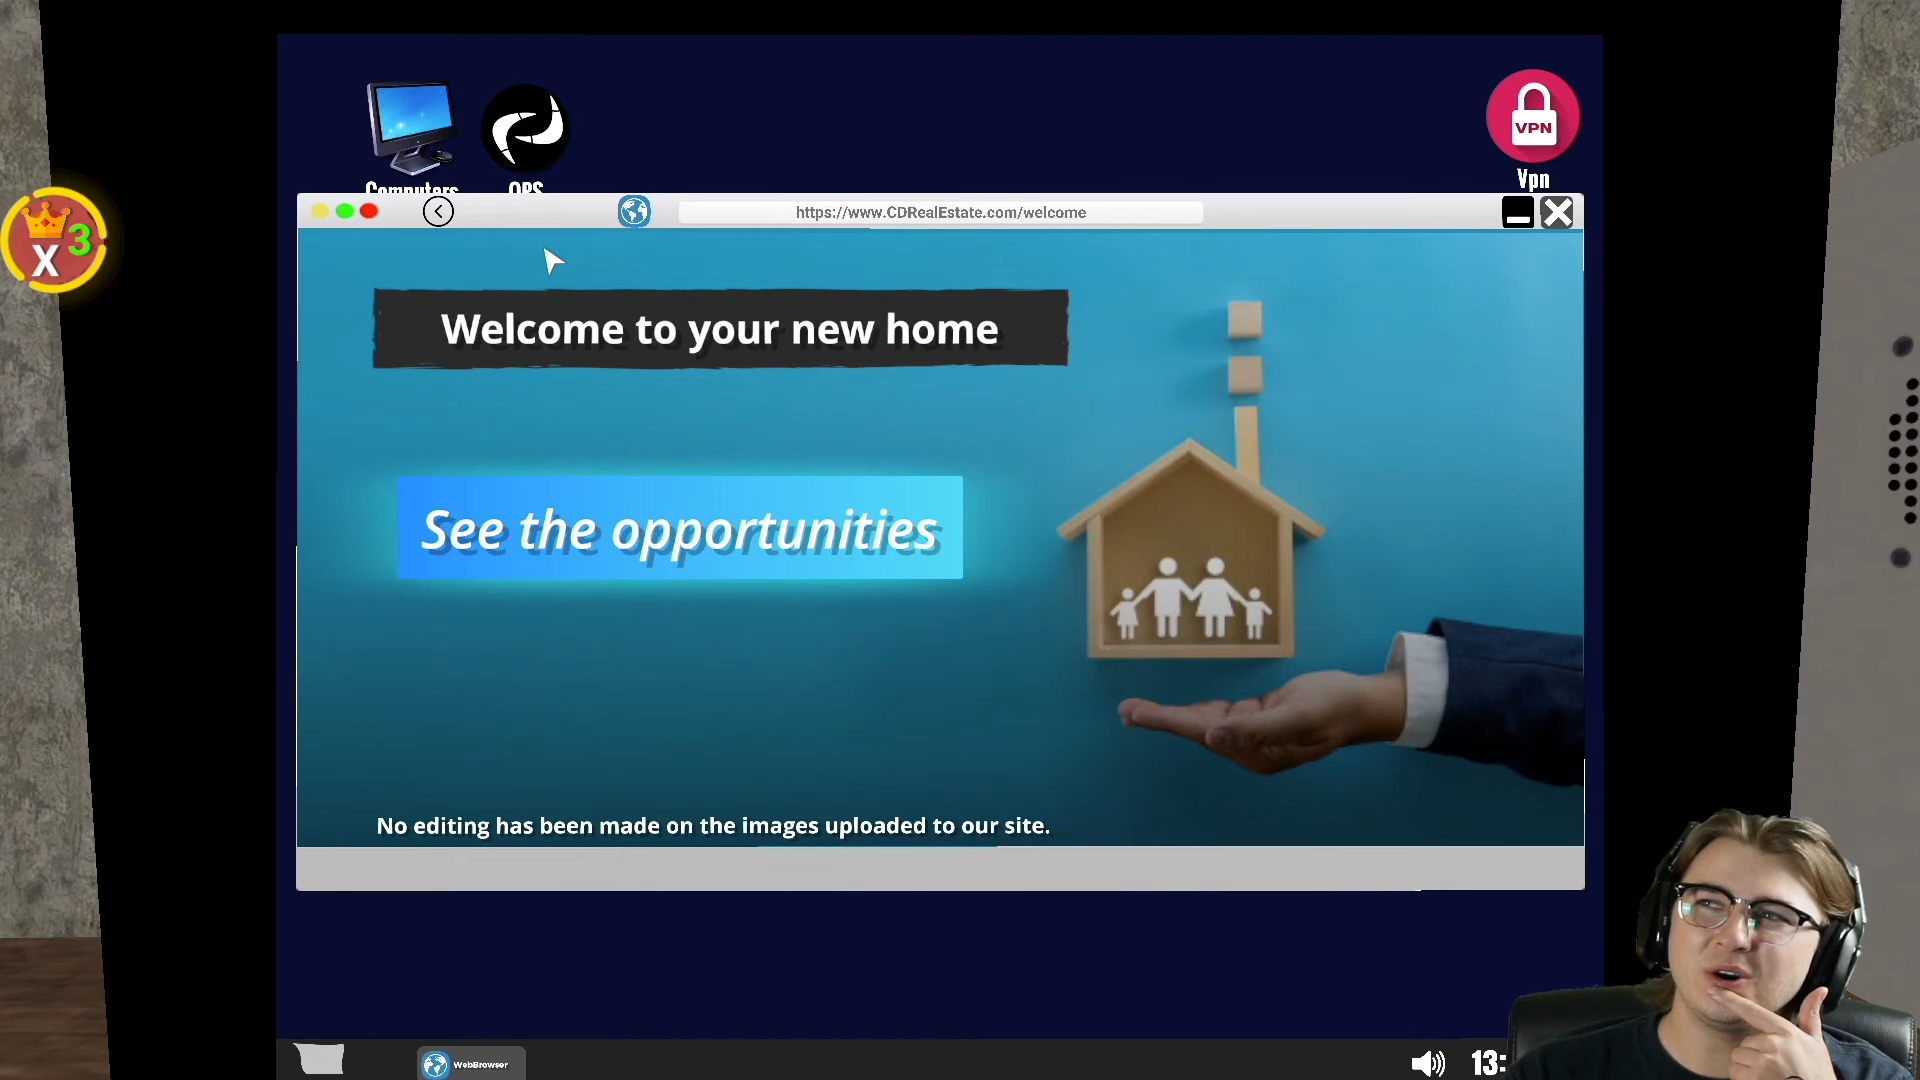 Computers
OPS
VPN
Vpn
https://www.CDRealEstate.com/welcome
X 3
Welcome to your new home
See the opportunities
No editing has been made on the images uploaded to our site.
WebBrowser
13: